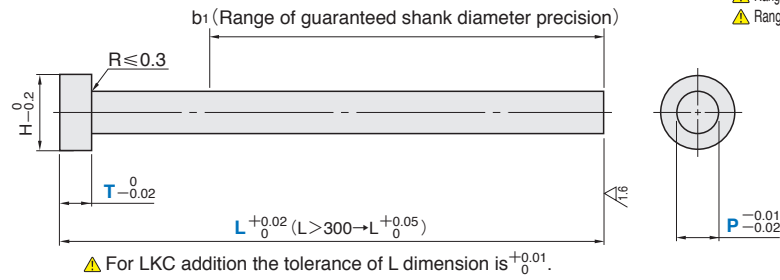 b1(Range of guaranteed shank diameter precision)
Rang
R≤0.3
H 0 -0.2
T 0 -0.02
L +0.02 0 (L>300→L +0.05 0)
1.6
P -0.01 -0.02
For LKC addition the tolerance of L dimension is +0.01 0.